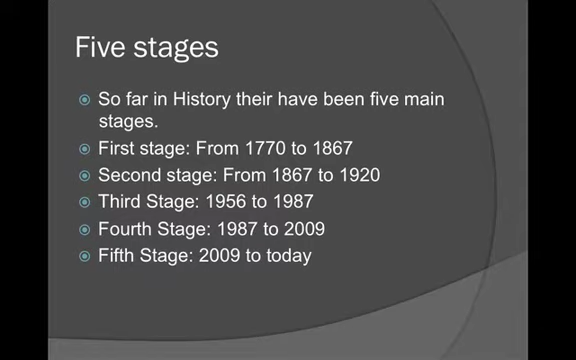 Five stages
So far in History their have been five main
stages.
First stage: From 1770 to 1867
Second stage: From 1867 to 1920
Third Stage: 1956 to 1987
Fourth Stage: 1987 to 2009
Fifth Stage: 2009 to today